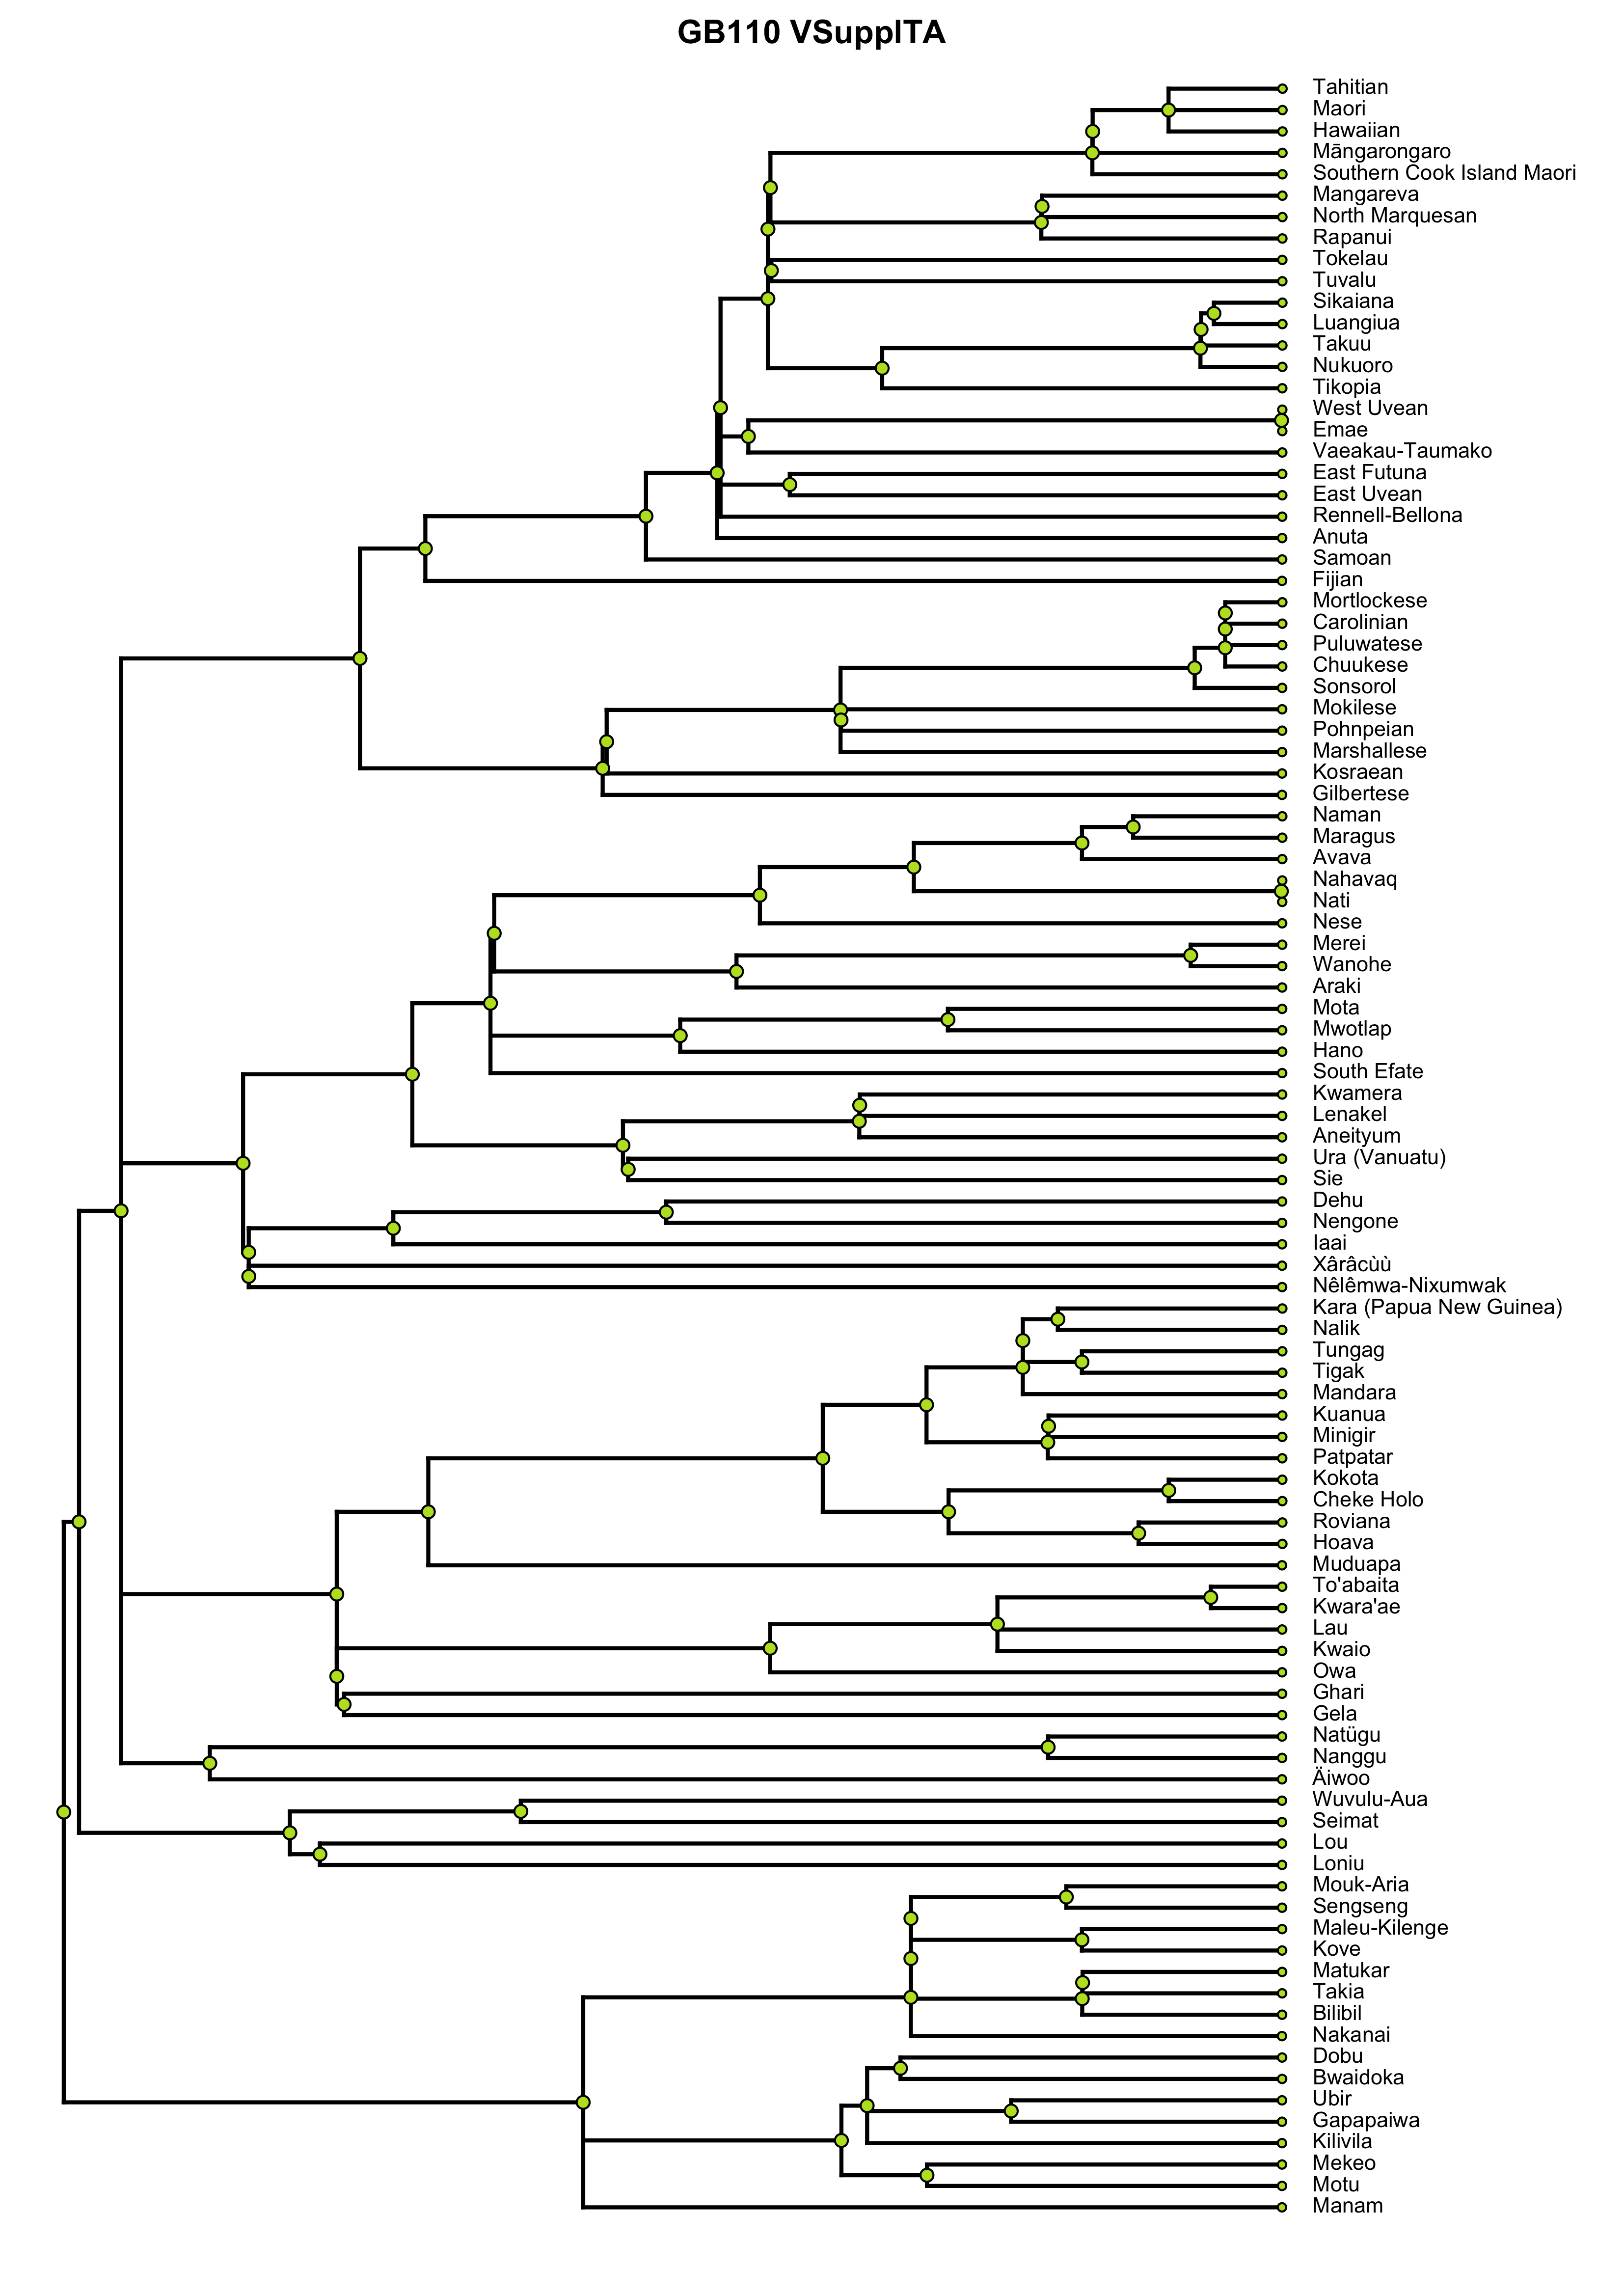 GB110 VSupplTA
Tahitian
Maori
Hawaiian
Māngarongaro
Southern Cook Island Maori
Mangareva
North Marquesan
Rapanui
Tokelau
Tuvalu
Sikaiana
Luangiua
Takuu
Nukuoro
Tikopia
West Uvean
Emae
Vaeakau-Taumako
East Futuna
East Uvean
Rennell-Bellona
Anuta
Samoan
Fijian
Mortlockese
Carolinian
Puluwatese
Chuukese
Sonsorol
Mokilese
Pohnpeian
Marshallese
Kosraean
Gilbertese
Naman
Maragus
Avava
Nahavaq
Nati
Nese
Merei
Wanohe
Araki
Mota
Mwotlap
Hano
South Efate
Kwamera
Lenakel
Aneityum
Ura (Vanuatu)
Sie
Dehu
Nengone
Iaai
Xârâcùù
Nêlêmwa-Nixumwak
Kara (Papua New Guinea)
Nalik
Tungag
Tigak
Mandara
Kuanua
Minigir
Patpatar
Kokota
Cheke Holo
Roviana
Hoava
Muduapa
To'abaita
Kwara'ae
Lau
Kwaio
Owa
Ghari
Gela
Natügu
Nanggu
Äiwoo
Wuvulu-Aua
Seimat
Lou
Loniu
Mouk-Aria
Sengseng
Maleu-Kilenge
Kove
Matukar
Takia
Bilibil
Nakanai
Dobu
Bwaidoka
Ubir
Gapapaiwa
Kilivila
Mekeo
Motu
Manam